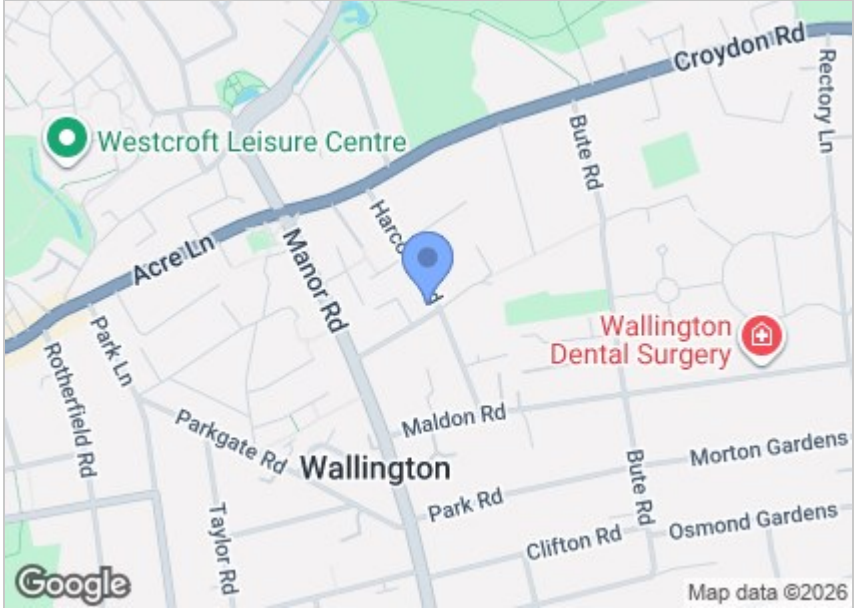 Croydon Rd
Rectory Ln
Westcroft Leisure Centre
Bute Rd
Acre Ln
Manor Rd
Wallington
Dental Surgery
Park Ln
Rotherfield Rd
Maldon Rd
Parkgate Rd
Wallington
Morton Gardens
Park Rd
Bute Rd
Taylor Rd
Clifton Rd
Osmond Gardens
Google
Map data ©2026